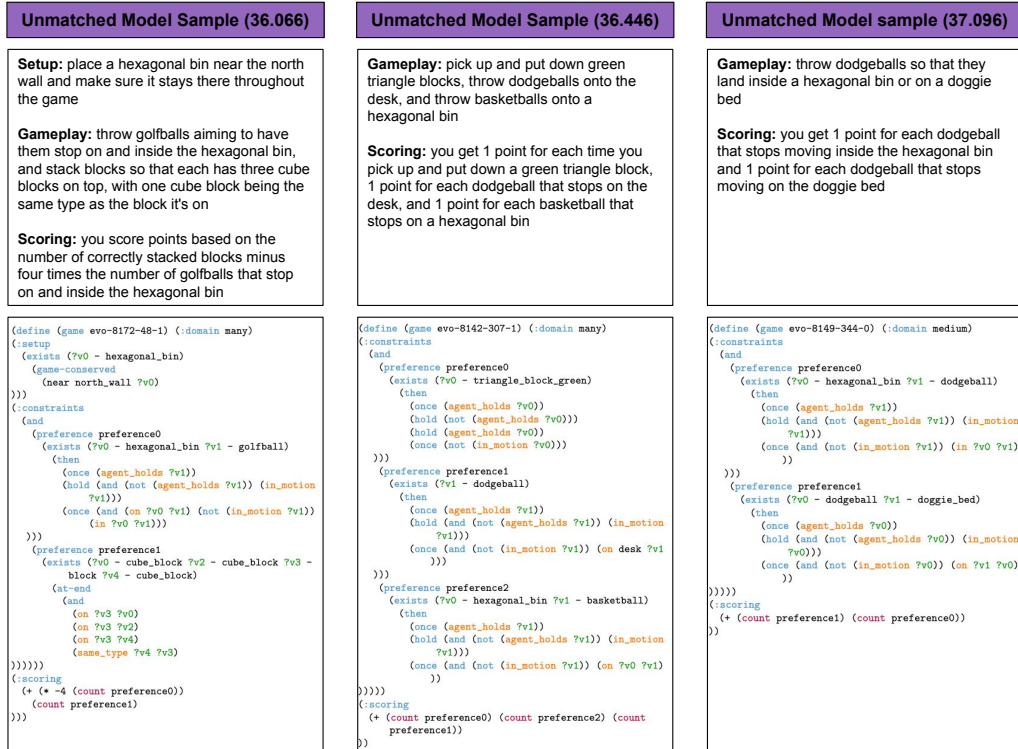 Unmatched Model Sample (36.066)
Setup: place a hexagonal bin near the north
wall and make sure it stays there throughout
the game
Gameplay: throw golfballs aiming to have
them stop on and inside the hexagonal bin,
and stack blocks so that each has three cube
blocks on top, with one cube block being the
same type as the block it's on
Scoring: you score points based on the
number of correctly stacked blocks minus
four times the number of golfballs that stop
on and inside the hexagonal bin
(define (game evo-8172-48-1) (:domain many)
(:setup
(exists (?v0 - hexagonal_bin)
(game-conserved
(near north_wall ?v0)
)))
(:constraints
(and
(preference preference0
(exists (?v0 - hexagonal_bin ?v1 - golfball)
(then
(once (agent_holds ?v1))
(hold (and (not (agent_holds ?v1)) (in_motion
?v1)))
(once (and (on ?v0 ?v1) (not (in_motion ?v1))
(in ?v0 ?v1)))
)))
(preference preference1
(exists (?v0 - cube_block ?v2 - cube_block ?v3 -
block ?v4 - cube_block)
(at-end
(and
(on ?v3 ?v0)
(on ?v3 ?v2)
(on ?v3 ?v4)
(same_type ?v4 ?v3)
))))))
(:scoring
(+ (* -4 (count preference0))
(count preference1)
)))
Unmatched Model Sample (36.446)
Gameplay: pick up and put down green
triangle blocks, throw dodgeballs onto the
desk, and throw basketballs onto a
hexagonal bin
Scoring: you get 1 point for each time you
pick up and put down a green triangle block,
1 point for each dodgeball that stops on the
desk, and 1 point for each basketball that
stops on a hexagonal bin
(define (game evo-8142-307-1) (:domain many)
(:constraints
(and
(preference preference0
(exists (?v0 - triangle_block_green)
(then
(once (agent_holds ?v0))
(hold (not (agent_holds ?v0)))
(hold (agent_holds ?v0))
(once (not (in_motion ?v0)))
)))
(preference preference1
(exists (?v1 - dodgeball)
(then
(once (agent_holds ?v1))
(hold (and (not (agent_holds ?v1)) (in_motion
?v1)))
(once (and (not (in_motion ?v1)) (on desk ?v1
)))
)))
(preference preference2
(exists (?v0 - hexagonal_bin ?v1 - basketball)
(then
(once (agent_holds ?v1))
(hold (and (not (agent_holds ?v1)) (in_motion
?v1)))
(once (and (not (in_motion ?v1)) (on ?v0 ?v1)
))
)))))
(:scoring
(+ (count preference0) (count preference2) (count
preference1))
))
Unmatched Model sample (37.096)
Gameplay: throw dodgeballs so that they
land inside a hexagonal bin or on a doggie
bed
Scoring: you get 1 point for each dodgeball
that stops moving inside the hexagonal bin
and 1 point for each dodgeball that stops
moving on the doggie bed
(define (game evo-8149-344-0) (:domain medium)
(:constraints
(and
(preference preference0
(exists (?v0 - hexagonal_bin ?v1 - dodgeball)
(then
(once (agent_holds ?v1))
(hold (and (not (agent_holds ?v1)) (in_motion
?v1)))
(once (and (not (in_motion ?v1)) (in ?v0 ?v1)
))
)))
(preference preference1
(exists (?v0 - dodgeball ?v1 - doggie_bed)
(then
(once (agent_holds ?v0))
(hold (and (not (agent_holds ?v0)) (in_motion
?v0)))
(once (and (not (in_motion ?v0)) (on ?v1 ?v0)
))
)))))
(:scoring
(+ (count preference1) (count preference0))
))